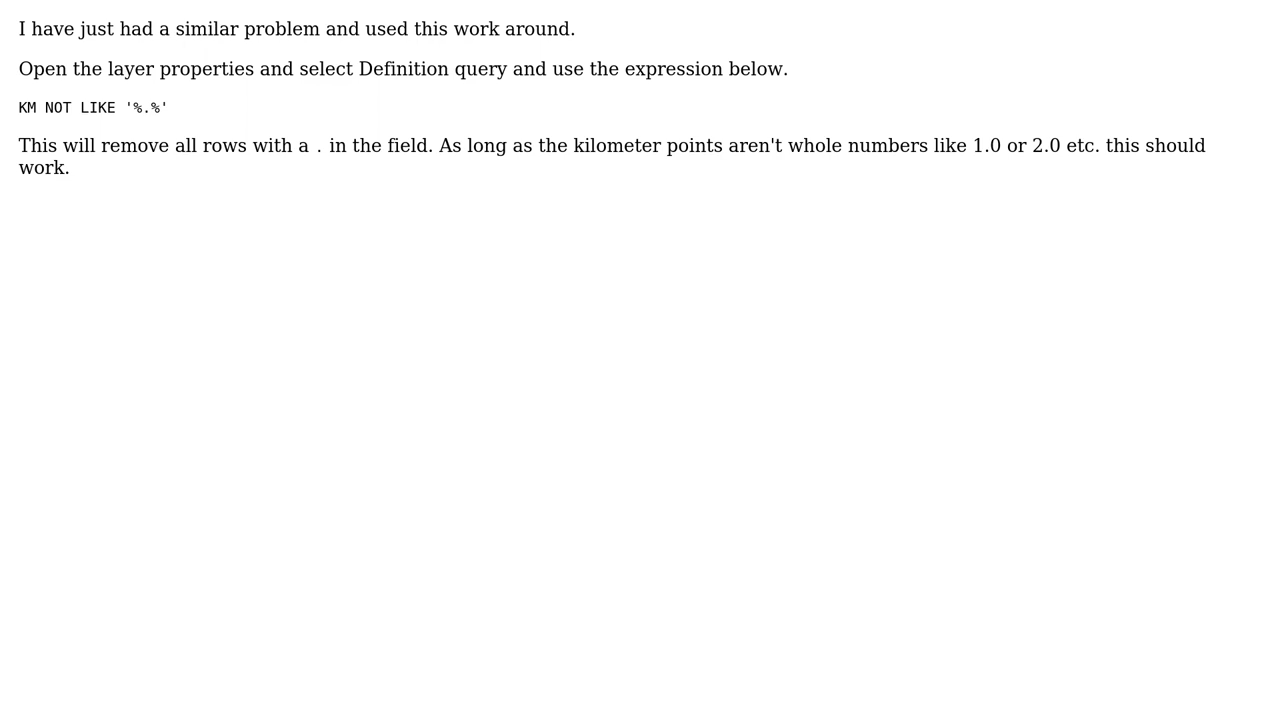 I have just had a similar problem and used this work around.
Open the layer properties and select Definition query and use the expression below.
KM NOT LIKE '%.%'
This will remove all rows with a . in the field. As long as the kilometer points aren't whole numbers like 1.0 or 2.0 etc. this should
work.